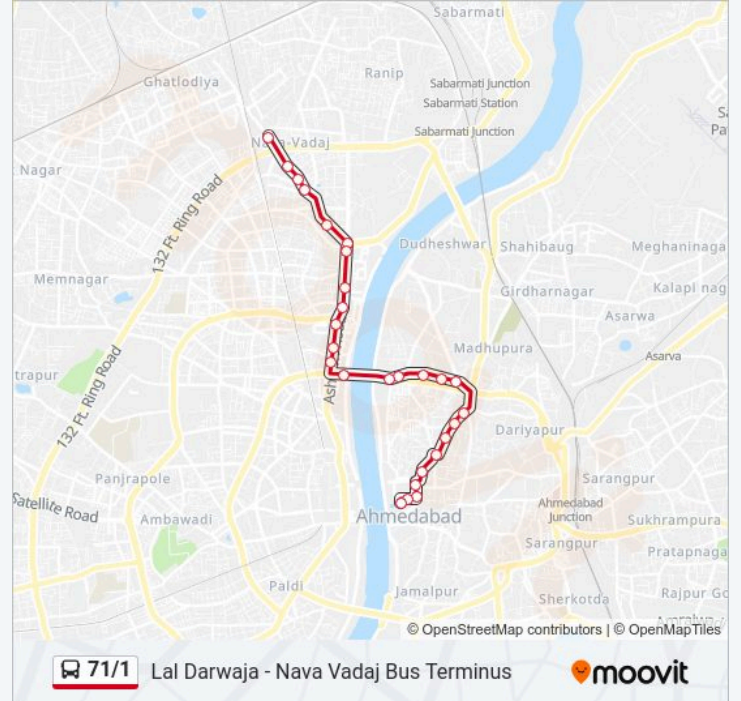 Sabarmati
Ranip
Ghatlodiya
Sabarmati Junction
Sabarmati Station
Sabarmati Junction
Nava-Vadaj
Nagar
132 Ft. Ring Road
Dudheshwar
Shahibaug
Meghaninaga
Memnagar
Girdharnagar
Kalapi nag
Asarwa
Madhupura
Asarva
trapur
132 Ft. Ring Road
Ash
Dariyapur
Panjrapole
Sarangpur
Satellite Road
Ambawadi
Ahmedabad
Ahmedabad
Junction
Sukhrampura
Sarangpur
Pratapnaga
Paldi
Jamalpur
Sherkotda
Rajpur Go
© OpenStreetMap contributors | © OpenMapTiles
71/1
Lal Darwaja - Nava Vadaj Bus Terminus
moovit